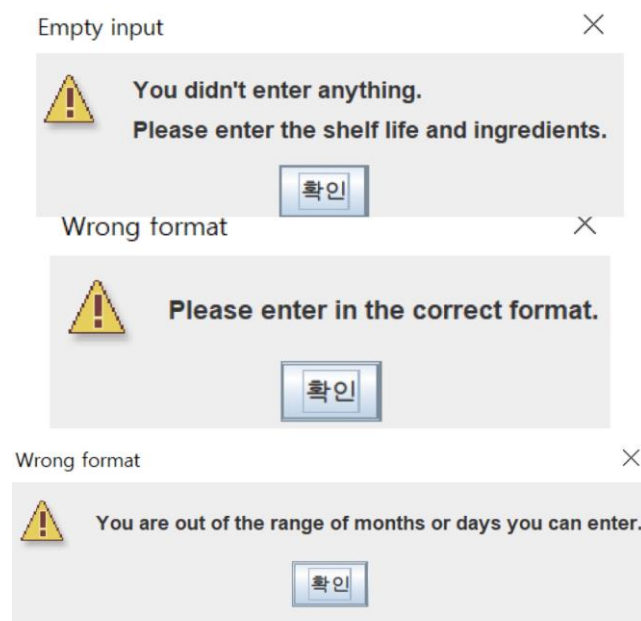 Empty input
You didn't enter anything.
Please enter the shelf life and ingredients.
확인
Wrong format
Please enter in the correct format.
확인
Wrong format
You are out of the range of months or days you can enter.
확인